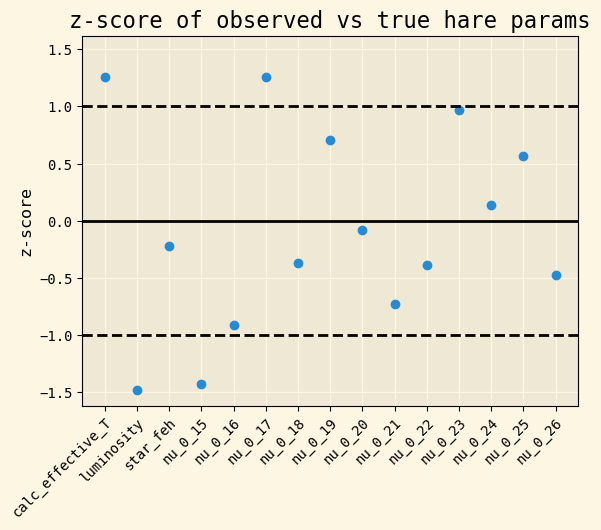 z-score of observed vs true hare params
z-score
1.5
1.0
0.5
0.0
−0.5
−1.0
−1.5
calc_effective_T
luminosity
star_feh
nu_0_15
nu_0_16
nu_0_17
nu_0_18
nu_0_19
nu_0_20
nu_0_21
nu_0_22
nu_0_23
nu_0_24
nu_0_25
nu_0_26